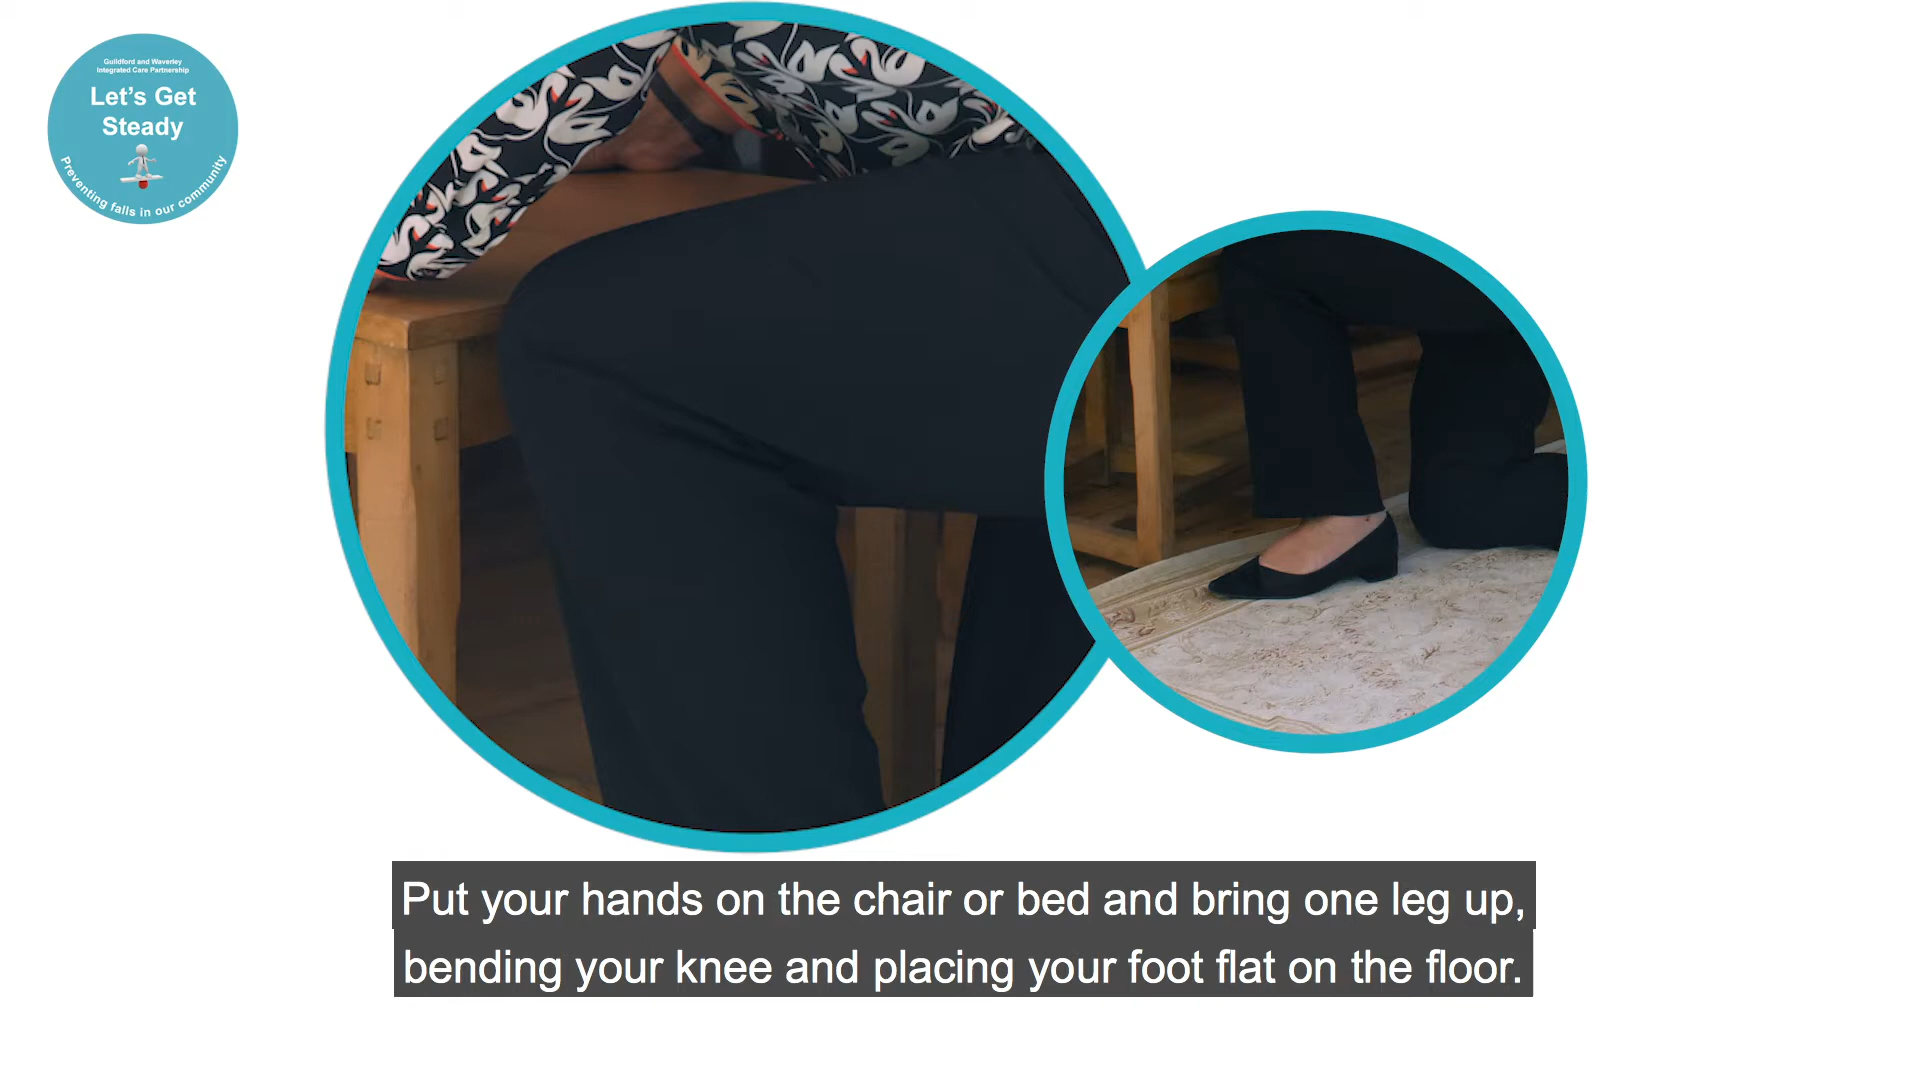 Guildford and Waverley
Integrated Care Partnership
Let's Get
Steady
Preventing falls in our community
Put your hands on the chair or bed and bring one leg up,
bending your knee and placing your foot flat on the floor.